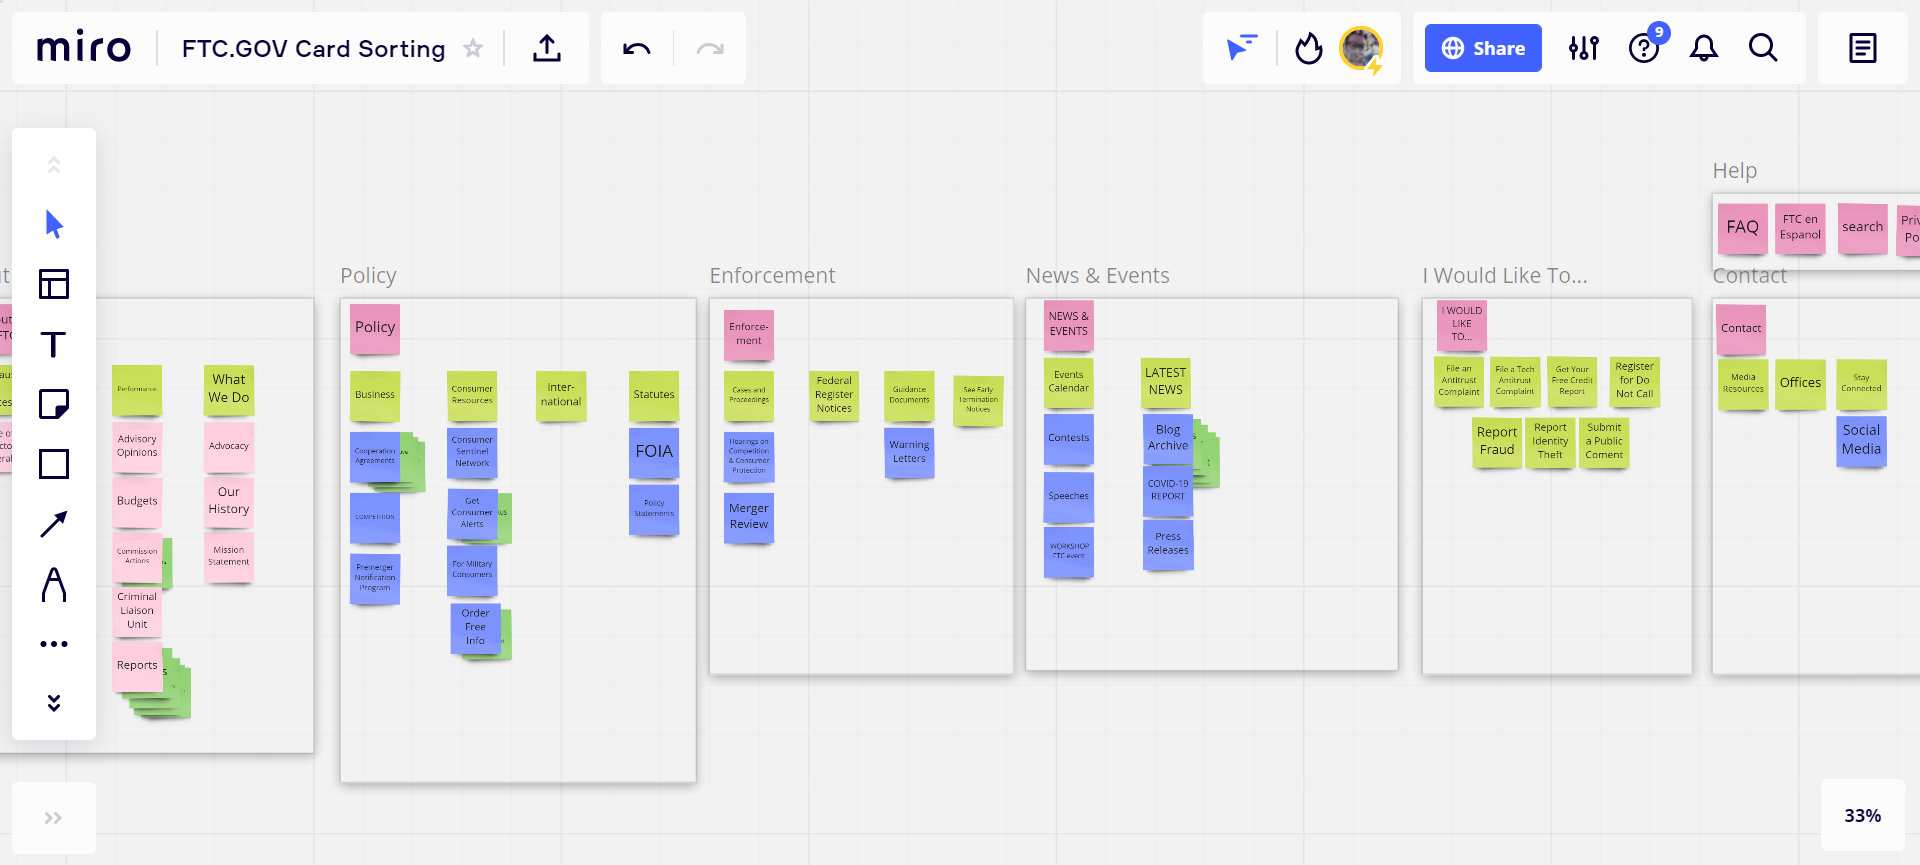 miro
FTC.GOV Card Sorting
9
Share
Help
FAQ
FTC en
Espanol
search
Policy
Enforcement
News & Events
I Would Like To...
Contact
Performance
Advisory
Opinions
Budgets
Commission
Actions
Criminal
Liaison
Unit
Reports
What
We Do
Advocacy
Our
History
Mission
Statement
Policy
Business
Cooperation
Agreements
COMPETITION
Premerger
Notification
Program
Consumer
Resources
Consumer
Sentinel
Network
Get
Consumer
Alerts
For Military
Consumers
Order
Free
Info
Inter-
national
Statutes
FOIA
Policy
Statements
Enforce-
ment
Cases and
Proceedings
Hearings on
Competition
& Consumer
Protection
Merger
Review
Federal
Register
Notices
Guidance
Documents
Warning
Letters
See Early
Termination
Notices
NEWS &
EVENTS
Events
Calendar
Contests
Speeches
WORKSHOP
FTC event
LATEST
NEWS
Blog
Archive
COVID-19
REPORT
Press
Releases
I WOULD
LIKE
TO...
File an
Antitrust
Complaint
File a Tech
Antitrust
Complaint
Get Your
Free Credit
Report
Register
for Do
Not Call
Report
Fraud
Report
Identity
Theft
Submit
a Public
Coment
Contact
Media
Resources
Offices
Stay
Connected
Social
Media
33%